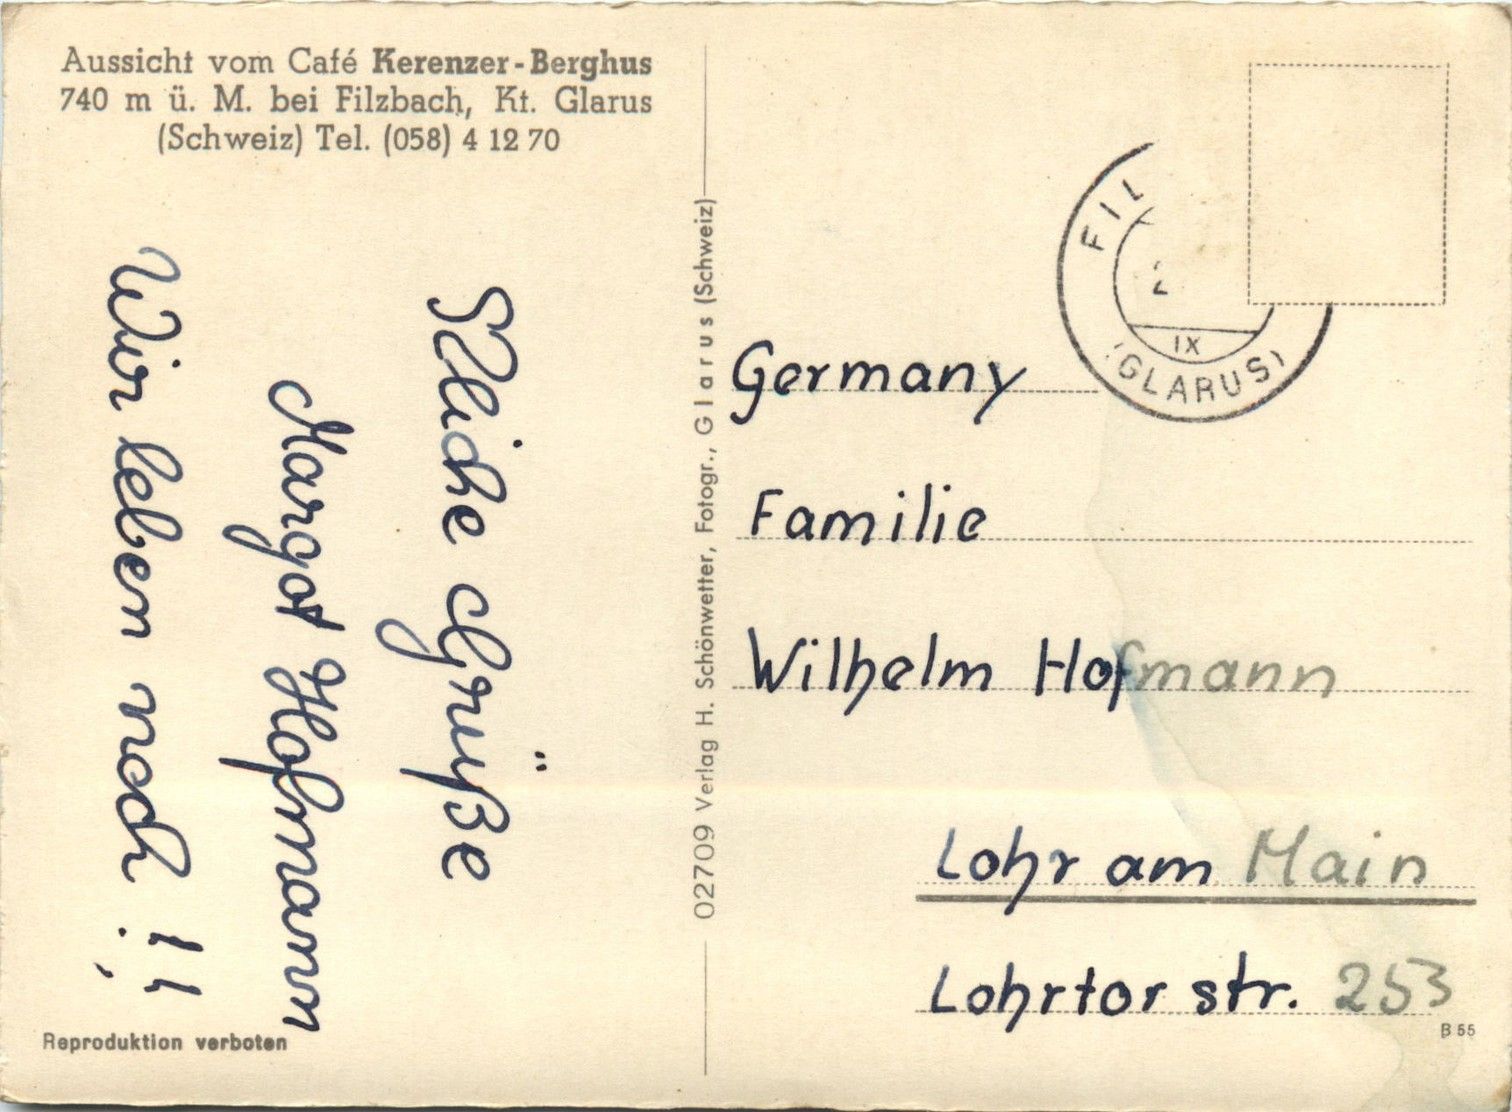 Aussicht vom Café Kerenzer-Berghus
740 m ü. M. bei Filzbach, Kt. Glarus
(Schweiz) Tel. (058) 4 12 70
Grüße
Margot Hofmann
Wir leben noch !!
Reproduktion verboten
02709 Verlag H. Schönwetter, Fotogr., Glarus (Schweiz)
FIL
IX
(GLARUS)
Germany
Familie
Wilhelm Hofmann
Lohr am Main
Lohrtor str. 253
B 55